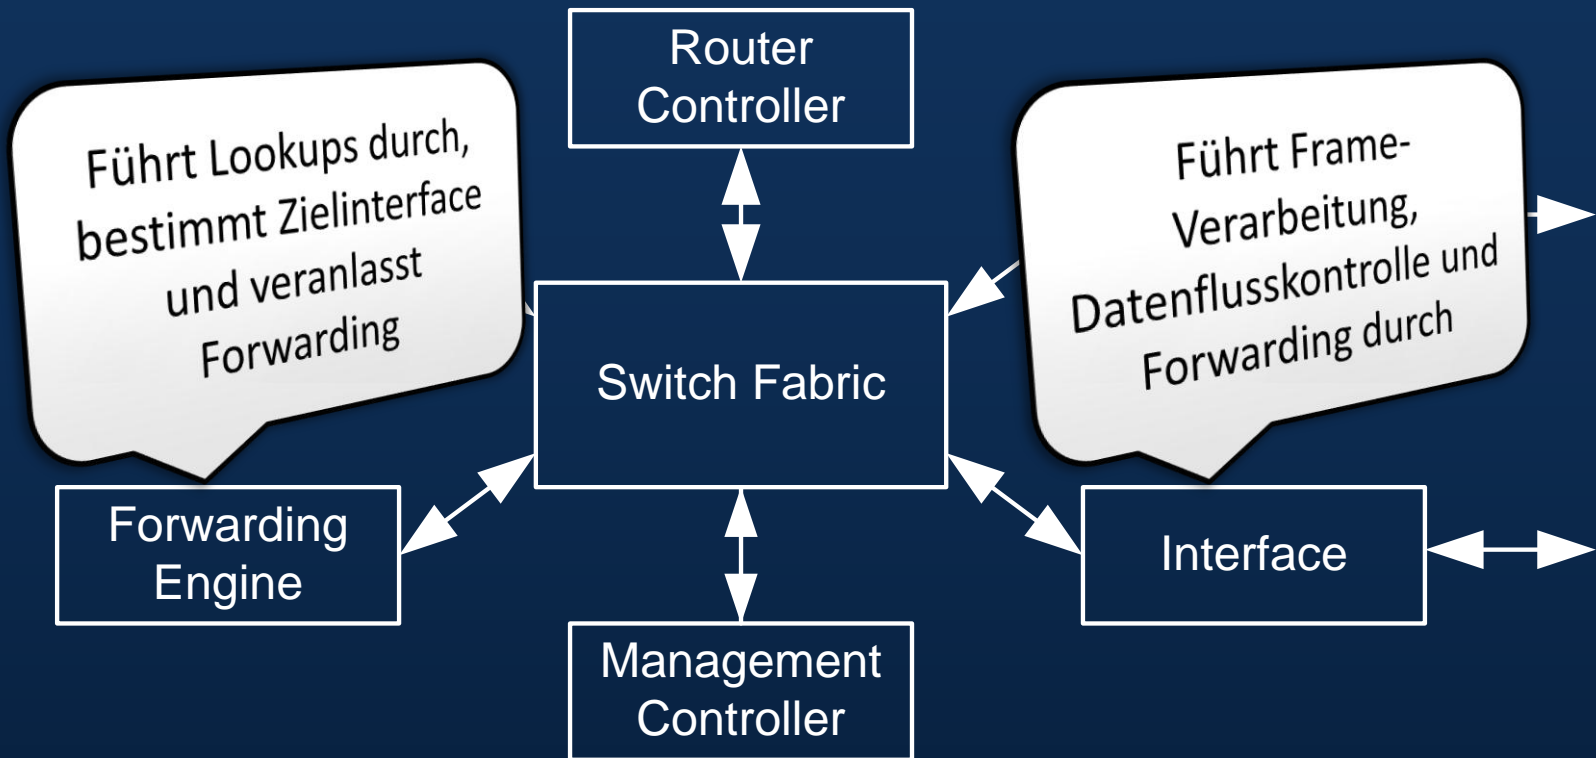 Router
Controller
Führt Lookups durch,
bestimmt Zielinterface
und veranlasst
Forwarding
Führt Frame-
Verarbeitung,
Datenflusskontrolle und
Forwarding durch
Switch Fabric
Forwarding
Engine
Interface
Management
Controller